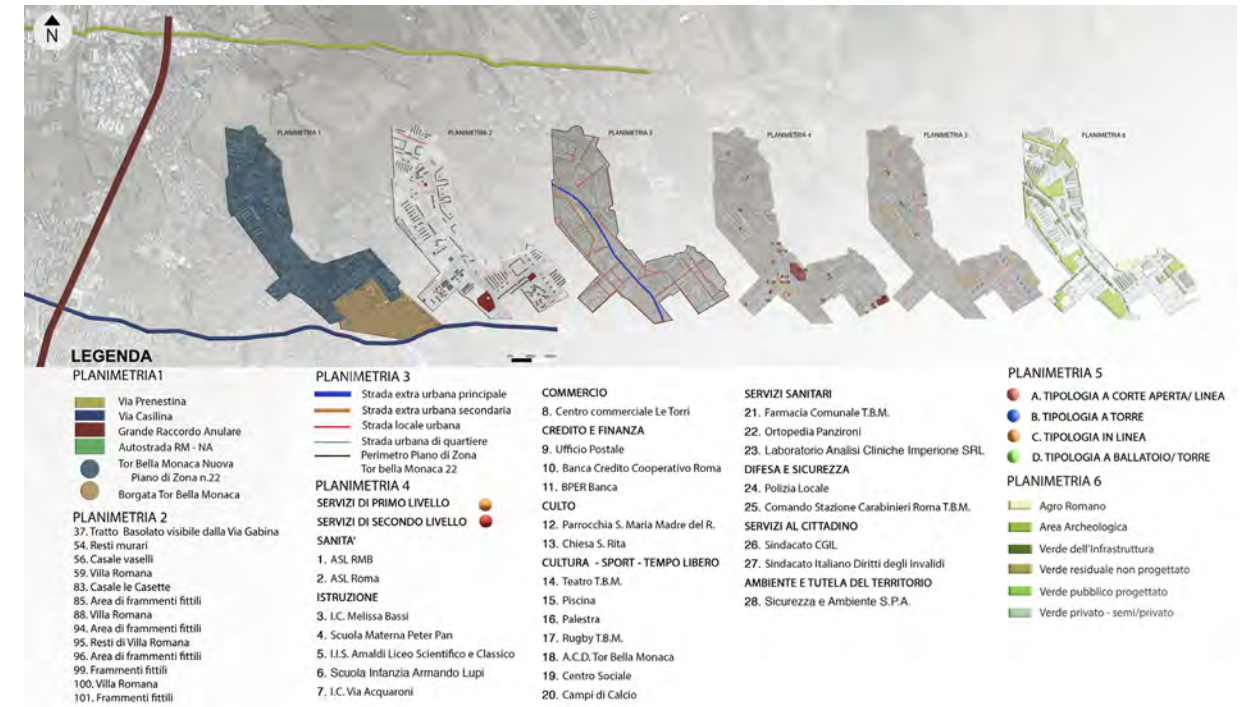 N
PLANIMETRIA 1
PLANIMETRIA 2
PLANIMETRIA 3
PLANIMETRIA 4
PLANIMETRIA 5
PLANIMETRIA 6
LEGENDA
PLANIMETRIA1
Via Prenestina
Via Casilina
Grande Raccordo Anulare
Autostrada RM - NA
Tor Bella Monaca Nuova
Piano di Zona n.22
Borgata Tor Bella Monaca
PLANIMETRIA 2
37. Tratto Basolato visibile dalla Via Gabina
54. Resti murari
56. Casale vaselli
59. Villa Romana
83. Casale le Casette
85. Area di frammenti fittili
88. Villa Romana
94. Area di frammenti fittili
95. Resti di Villa Romana
96. Area di frammenti fittili
99. Frammenti fittili
100. Villa Romana
101. Frammenti fittili
PLANIMETRIA 3
Strada extra urbana principale
Strada extra urbana secondaria
Strada locale urbana
Strada urbana di quartiere
Perimetro Piano di Zona
Tor bella Monaca 22
PLANIMETRIA 4
SERVIZI DI PRIMO LIVELLO
SERVIZI DI SECONDO LIVELLO
SANITA'
1. ASL RMB
2. ASL Roma
ISTRUZIONE
3. I.C. Melissa Bassi
4. Scuola Materna Peter Pan
5. I.I.S. Amaldi Liceo Scientifico e Classico
6. Scuola Infanzia Armando Lupi
7. I.C. Via Acquaroni
COMMERCIO
8. Centro commerciale Le Torri
CREDITO E FINANZA
9. Ufficio Postale
10. Banca Credito Cooperativo Roma
11. BPER Banca
CULTO
12. Parrocchia S. Maria Madre del R.
13. Chiesa S. Rita
CULTURA - SPORT - TEMPO LIBERO
14. Teatro T.B.M.
15. Piscina
16. Palestra
17. Rugby T.B.M.
18. A.C.D. Tor Bella Monaca
19. Centro Sociale
20. Campi di Calcio
SERVIZI SANITARI
21. Farmacia Comunale T.B.M.
22. Ortopedia Panzironi
23. Laboratorio Analisi Cliniche Imperione SRL
DIFESA E SICUREZZA
24. Polizia Locale
25. Comando Stazione Carabinieri Roma T.B.M.
SERVIZI AL CITTADINO
26. Sindacato CGIL
27. Sindacato Italiano Diritti degli Invalidi
AMBIENTE E TUTELA DEL TERRITORIO
28. Sicurezza e Ambiente S.P.A.
PLANIMETRIA 5
A. TIPOLOGIA A CORTE APERTA/ LINEA
B. TIPOLOGIA A TORRE
C. TIPOLOGIA IN LINEA
D. TIPOLOGIA A BALLATOIO/ TORRE
PLANIMETRIA 6
Agro Romano
Area Archeologica
Verde dell'Infrastruttura
Verde residuale non progettato
Verde pubblico progettato
Verde privato - semi/privato